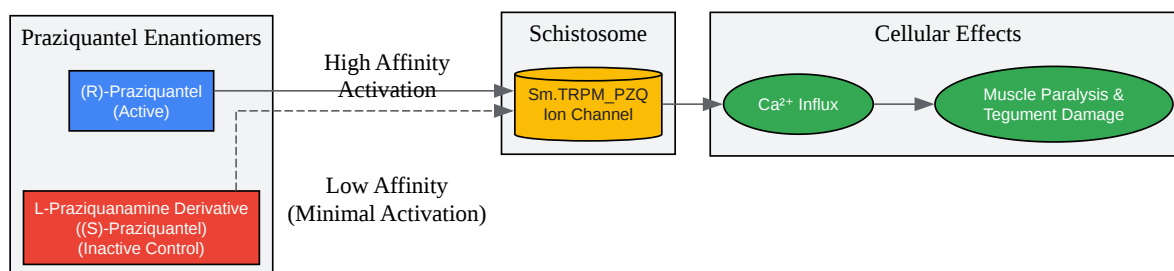 Praziquantel Enantiomers
(R)-Praziquantel
(Active)
L-Praziquanamine Derivative
((S)-Praziquantel)
(Inactive Control)
High Affinity
Activation
Low Affinity
(Minimal Activation)
Schistosome
Sm.TRPM_PZQ
Ion Channel
Cellular Effects
Ca²⁺ Influx
Muscle Paralysis &
Tegument Damage